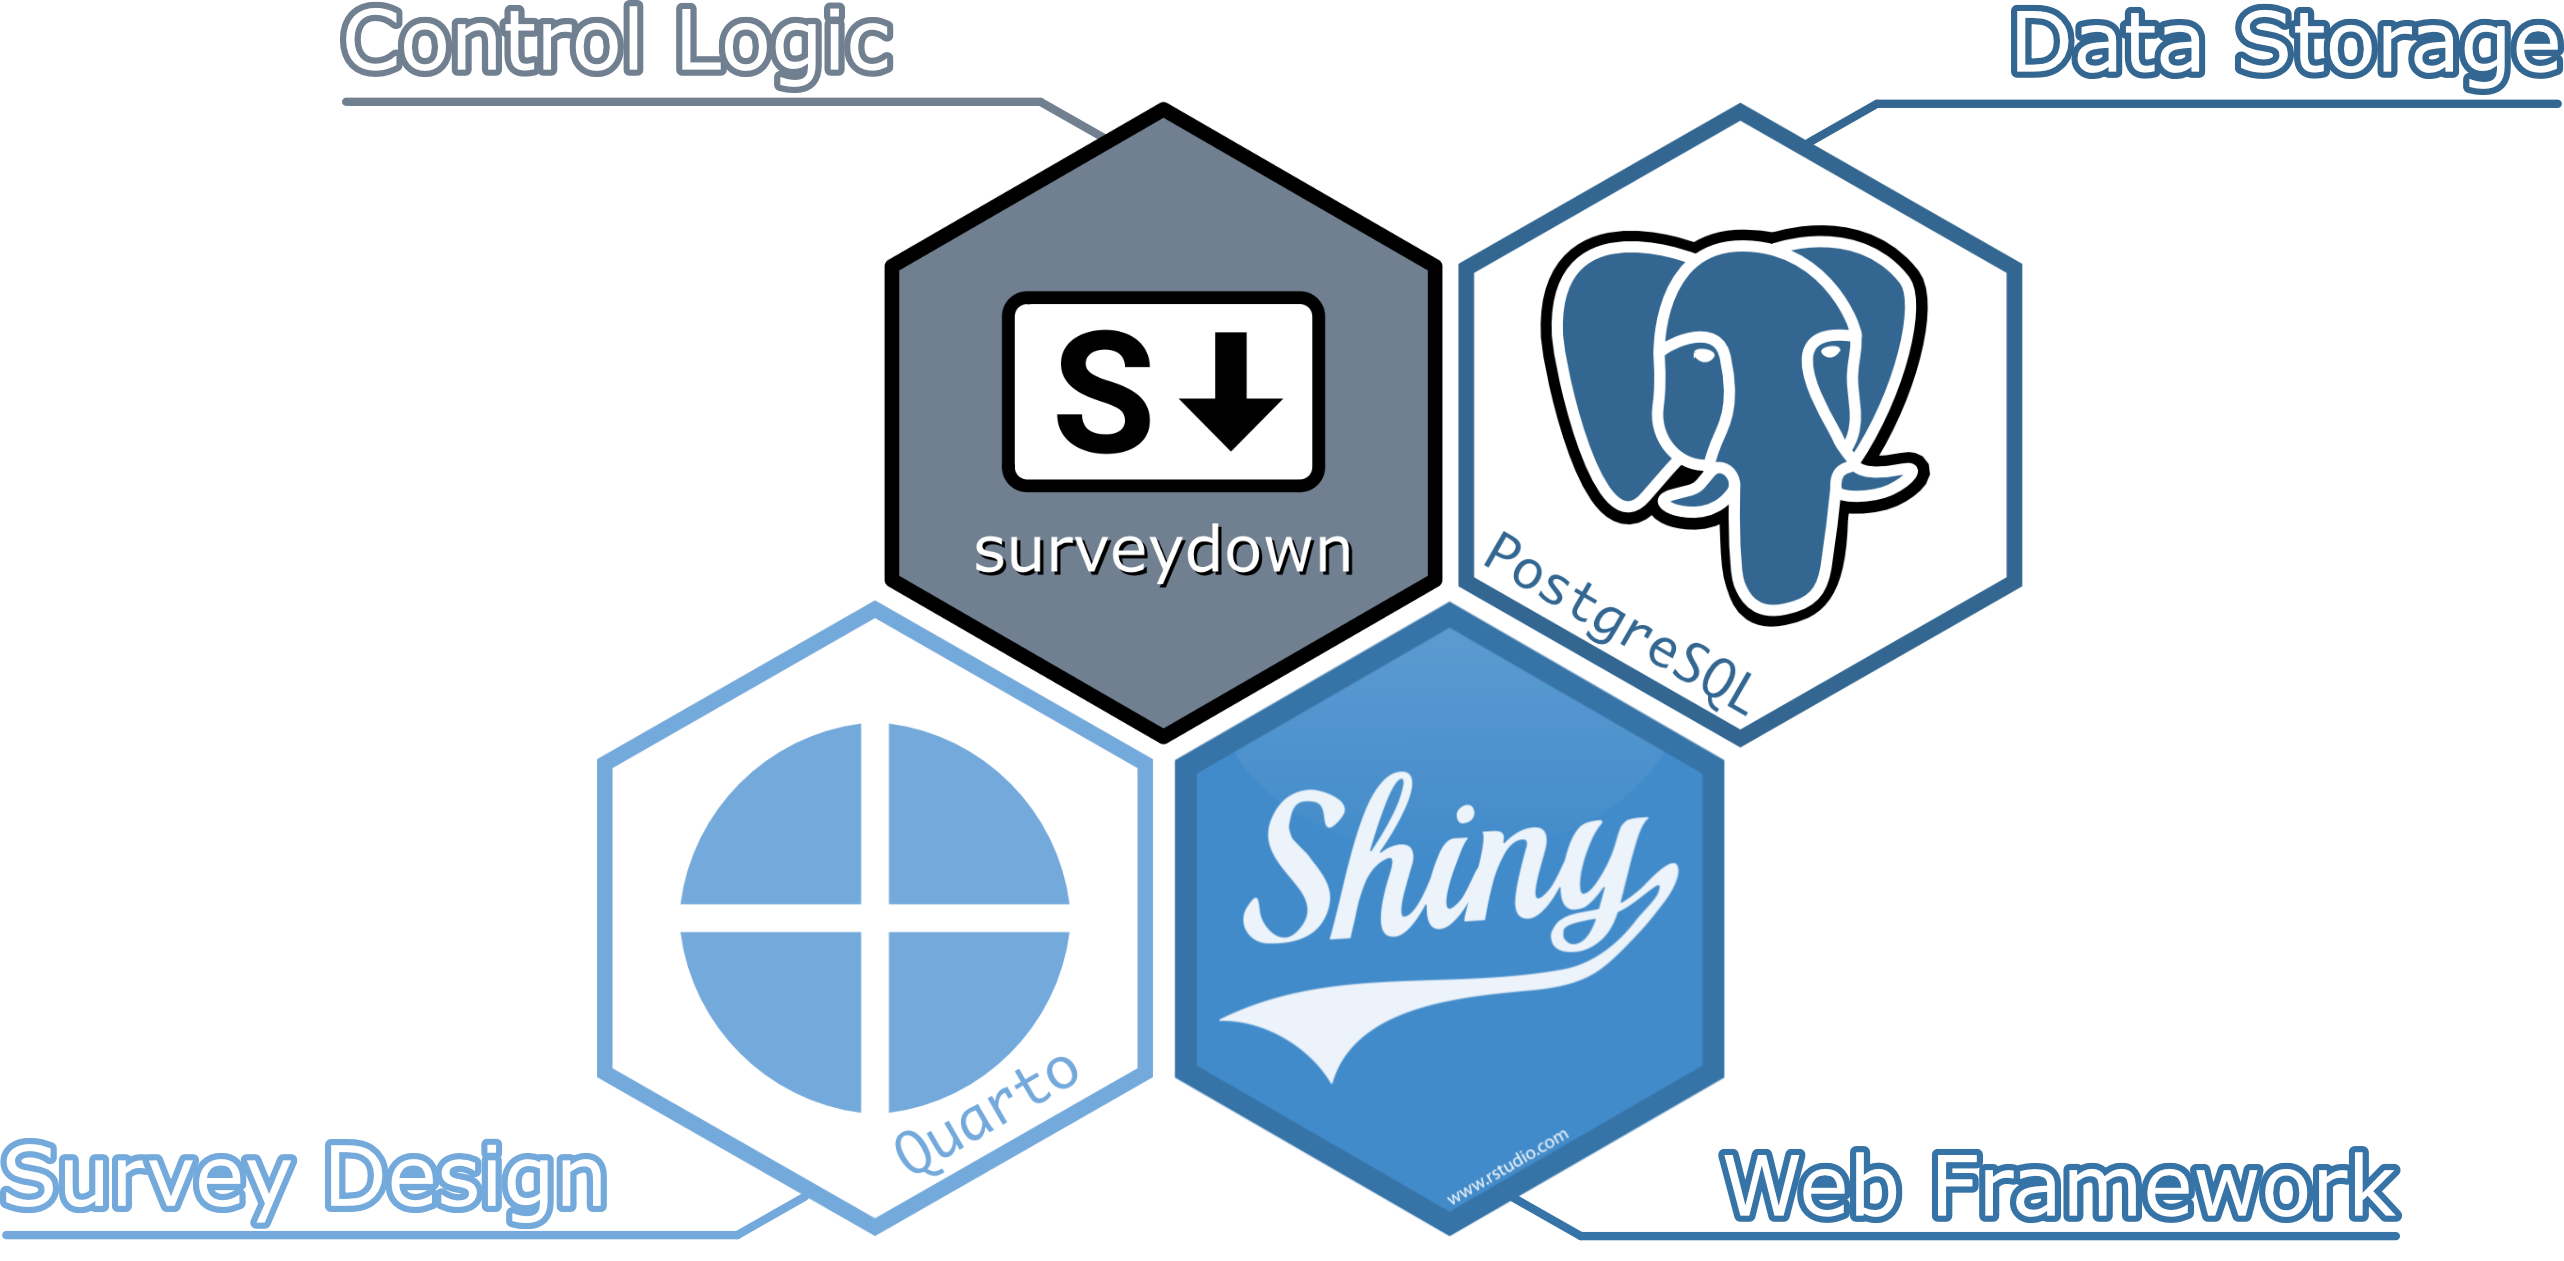 Control Logic
Data Storage
S
surveydown
PostgreSQL
Shiny
Quarto
www.rstudio.com
Survey Design
Web Framework